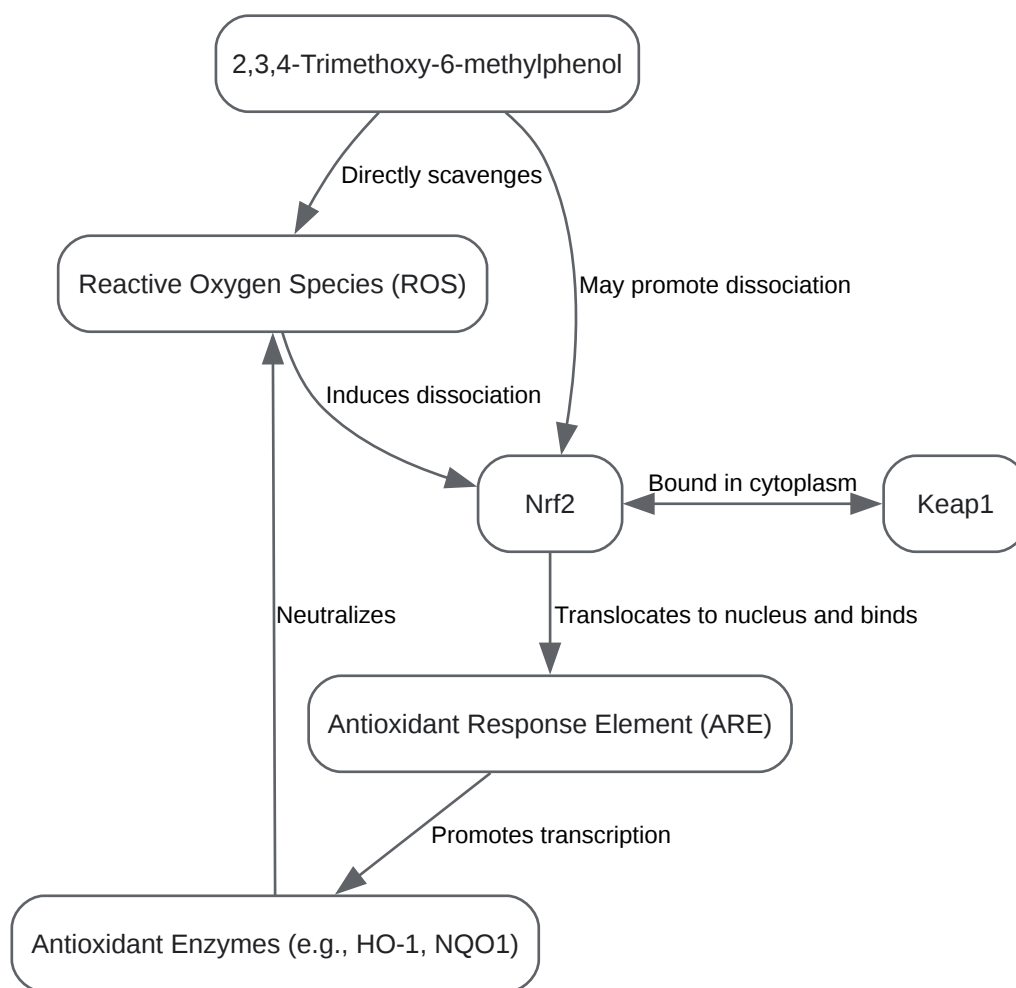 2,3,4-Trimethoxy-6-methylphenol
Directly scavenges
Reactive Oxygen Species (ROS)
May promote dissociation
Induces dissociation
Nrf2
Bound in cytoplasm
Keap1
Neutralizes
Translocates to nucleus and binds
Antioxidant Response Element (ARE)
Promotes transcription
Antioxidant Enzymes (e.g., HO-1, NQO1)